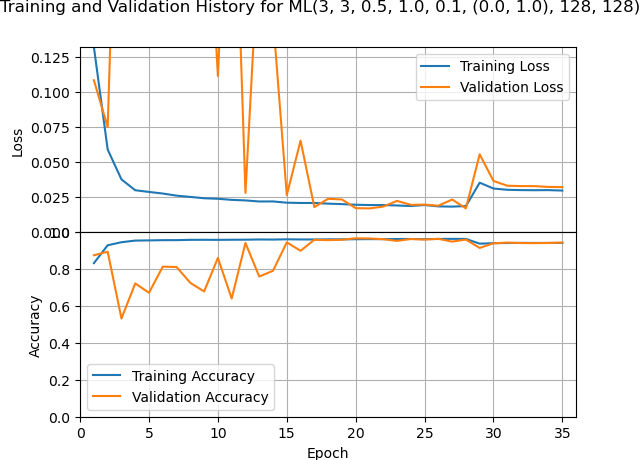 Training and Validation History for ML(3, 3, 0.5, 1.0, 0.1, (0.0, 1.0), 128, 128)
0.125
0.100
0.075
0.050
0.025
Loss
Training Loss
Validation Loss
1.0
0.8
0.6
0.4
0.2
0.0
Accuracy
Training Accuracy
Validation Accuracy
0 5 10 15 20 25 30 35
Epoch